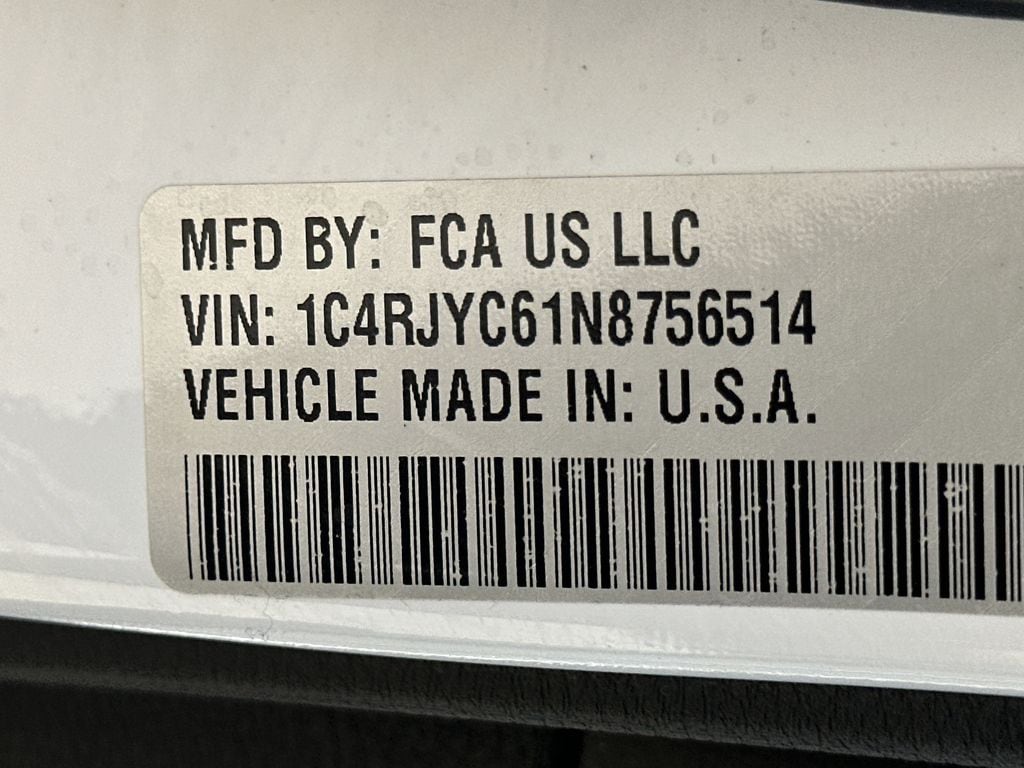 MFD BY: FCA US LLC
VIN: 1C4RJYC61N8756514
VEHICLE MADE IN: U.S.A.